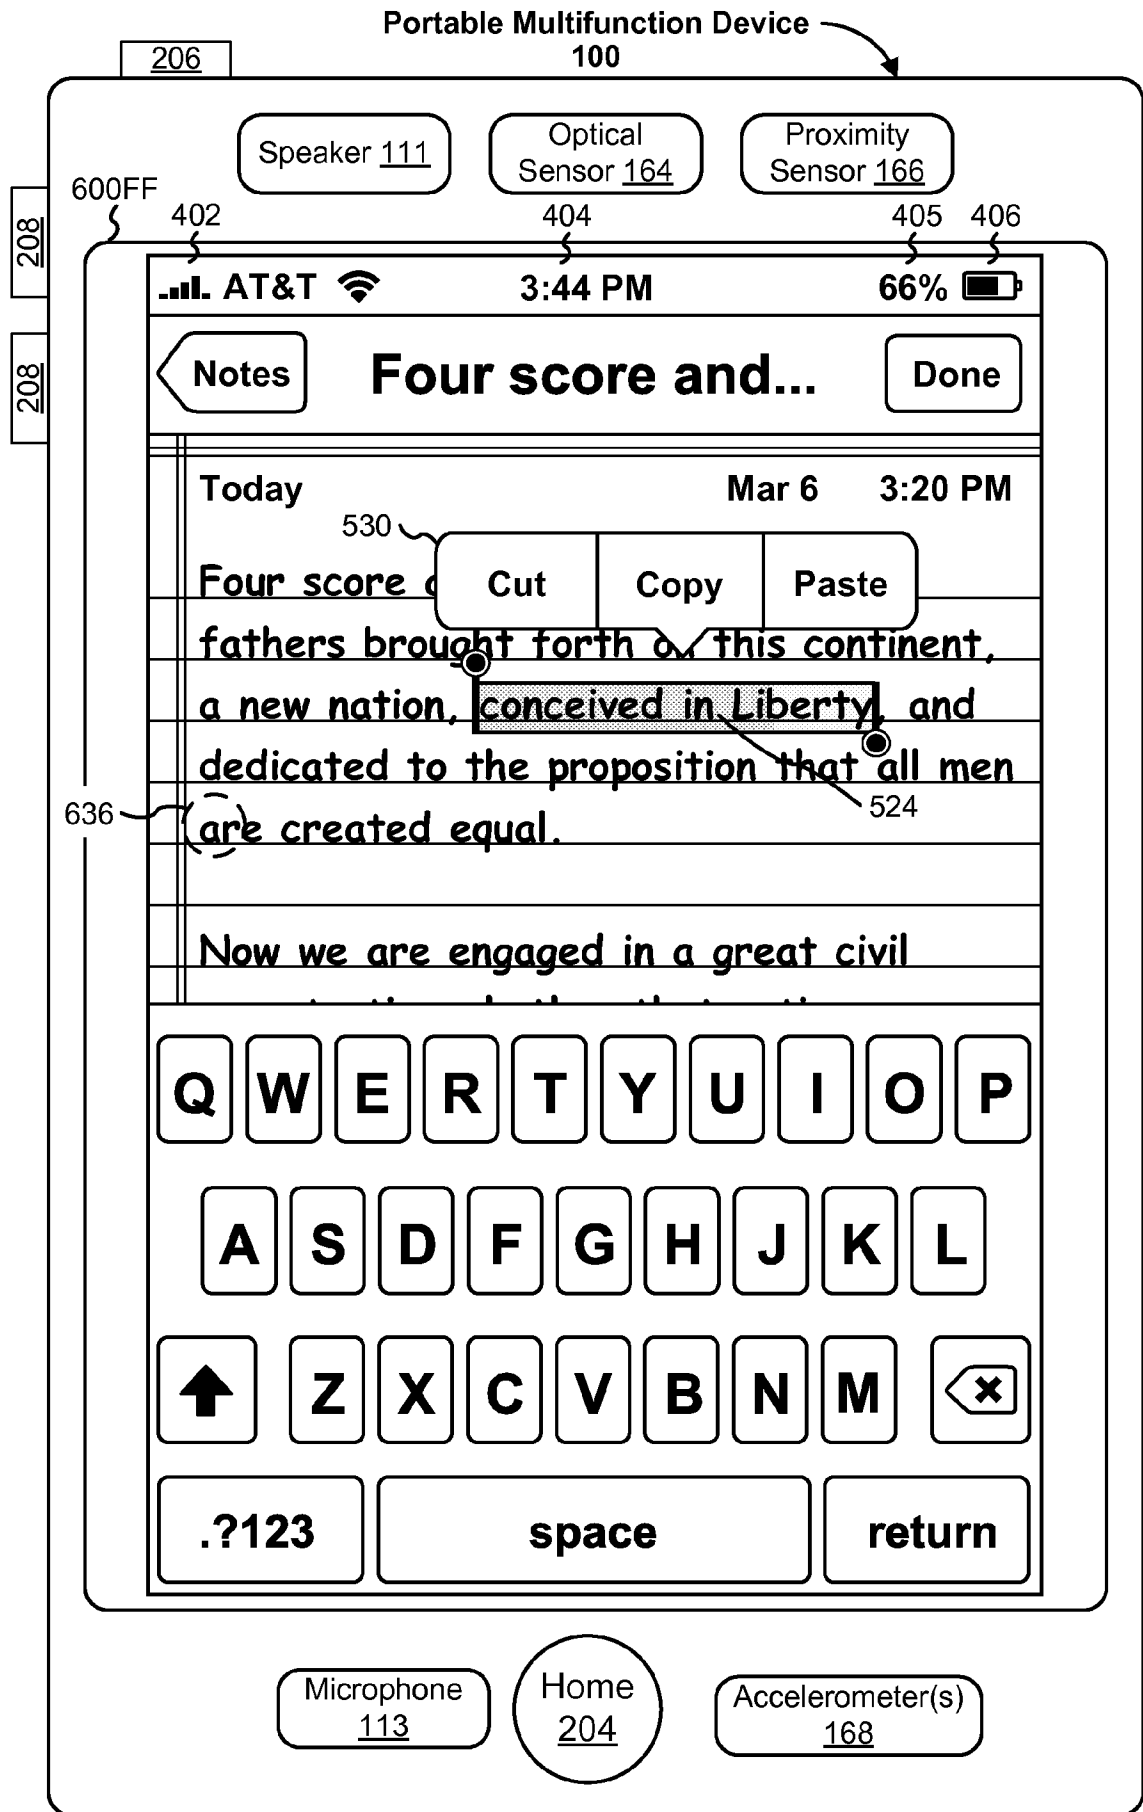 Portable Multifunction Device
100
206
Speaker 111
Optical
Sensor 164
Proximity
Sensor 166
600FF
402
404
405
406
208
208
AT&T
3:44 PM
66%
Notes
Four score and...
Done
Today
Mar 6
3:20 PM
530
Cut
Copy
Paste
Four score
fathers brought forth this continent,
a new nation, conceived in Liberty, and
dedicated to the proposition that all men
524
636
are created equal.
Now we are engaged in a great civil
Q W E R T Y U I O P
A S D F G H J K L
Z X C V B N M
.?123
space
return
Microphone
113
Home
204
Accelerometer(s)
168